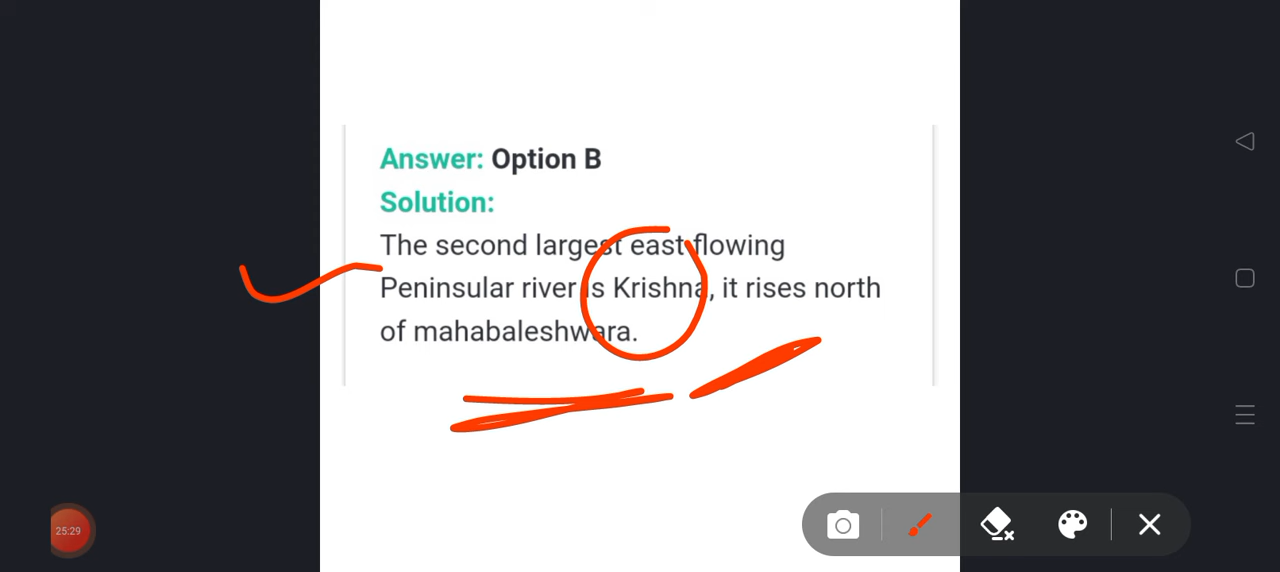 Answer: Option B
Solution:
The second largest east flowing
Peninsular river is Krishna, it rises north
of mahabaleshwara.
25:29